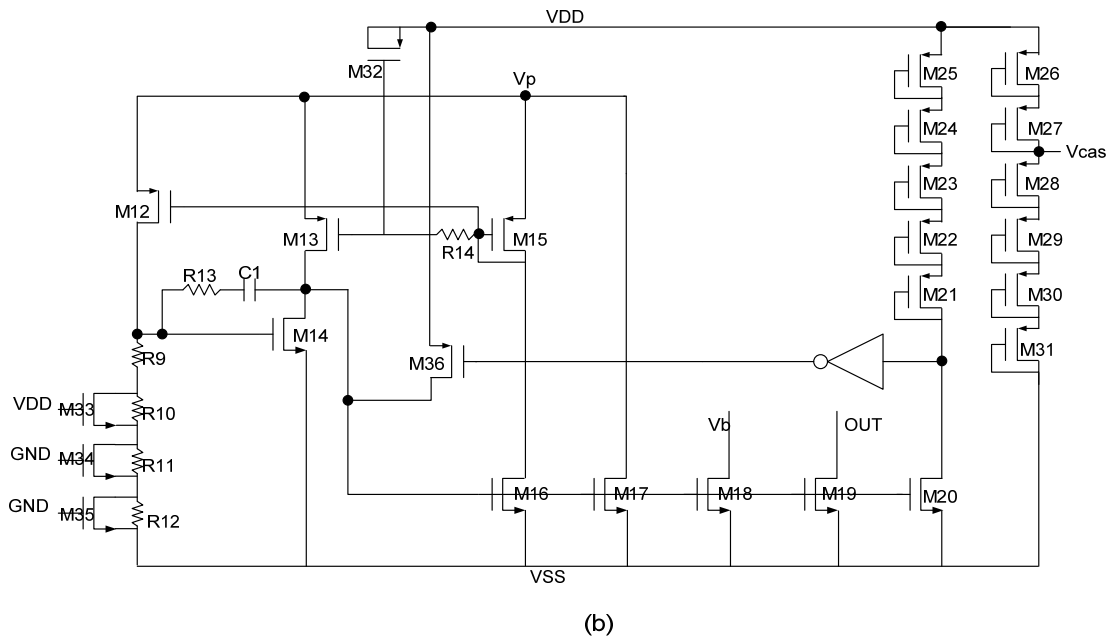 VDD
M32
Vp
M25
M26
M24
M27
Vcas
M23
M28
M12
M13
R14
M15
M22
M29
R13
C1
M21
M30
M14
M31
R9
M36
VDD
M33
R10
Vb
OUT
GND
M34
R11
M16
M17
M18
M19
M20
GND
M35
R12
VSS
(b)